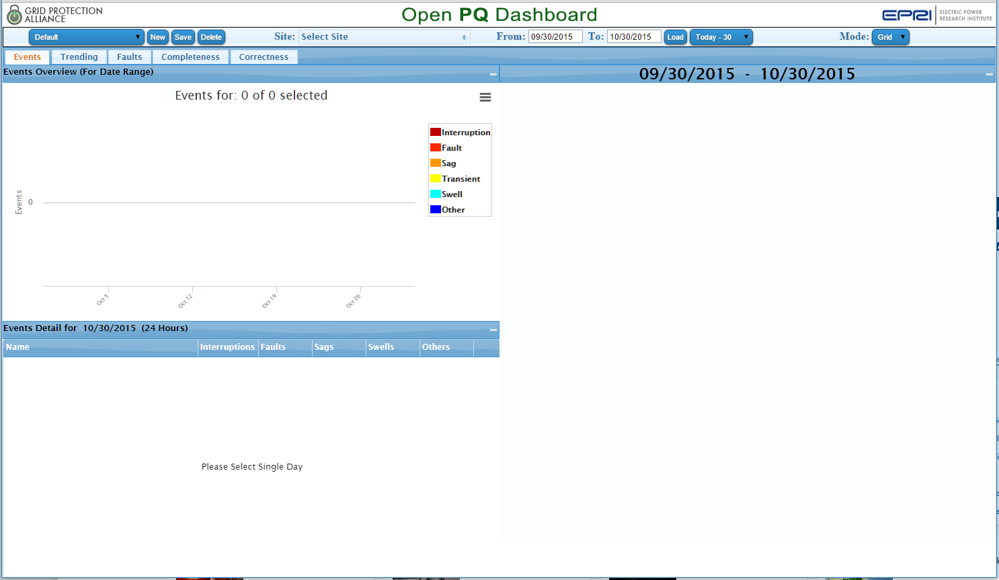 GRID PROTECTION
ALLIANCE
Open PQ Dashboard
EPRI
ELECTRIC POWER
RESEARCH INSTITUTE
Default New Save Delete Site: Select Site From: 09/30/2015 To: 10/30/2015 Load Today - 30 Mode: Grid
Events Trending Faults Completeness Correctness
Events Overview (For Date Range)
09/30/2015 - 10/30/2015
Events for: 0 of 0 selected
Interruption
Fault
Sag
Transient
Swell
Other
Events
0
Oct 5 Oct 12 Oct 19 Oct 26
Events Detail for 10/30/2015 (24 Hours)
Name Interruptions Faults Sags Swells Others
Please Select Single Day